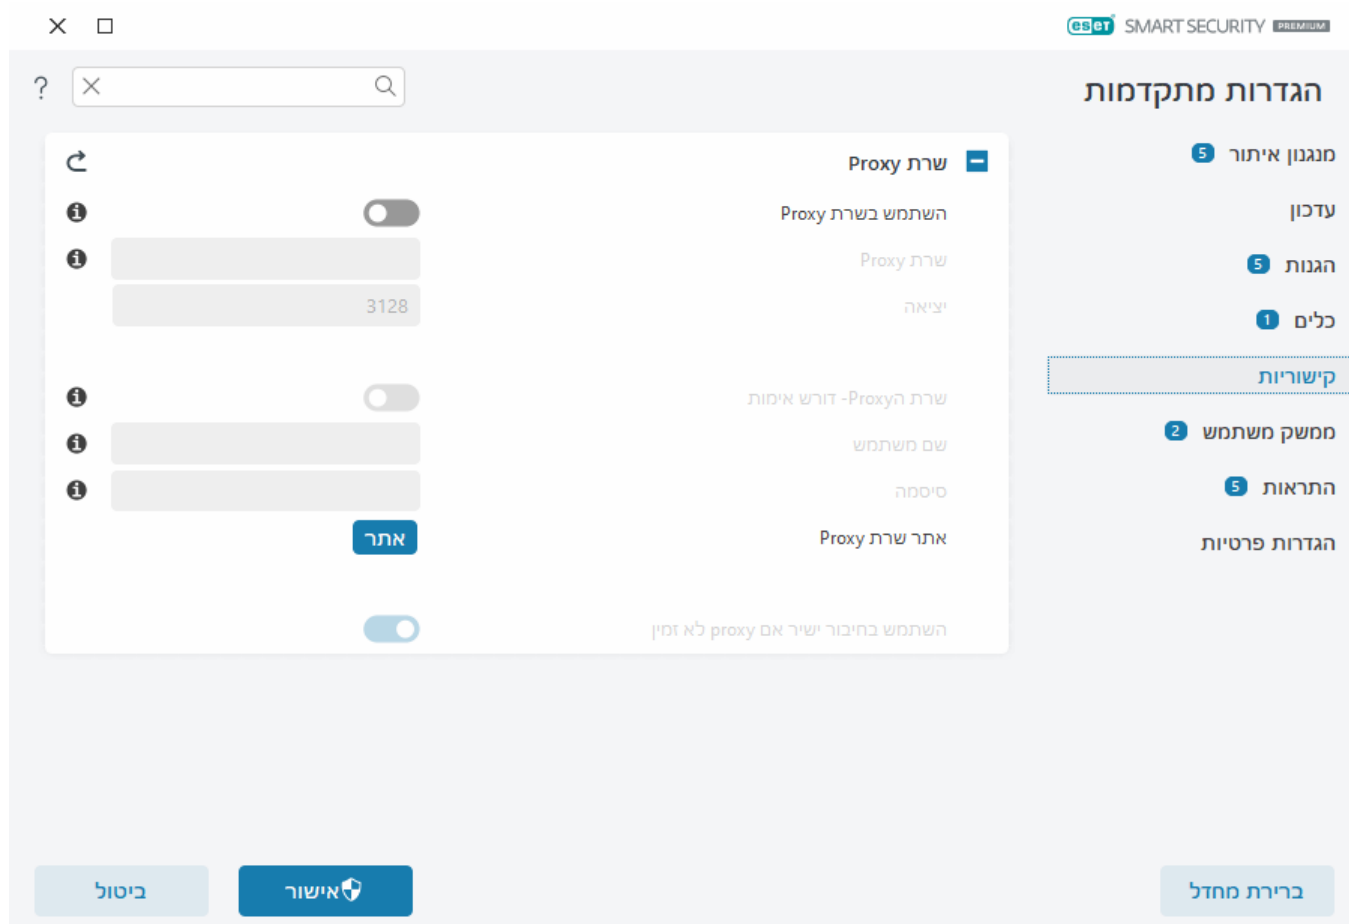 eset SMART SECURITY PREMIUM
?
הגדרות מתקדמות
מנגנון איתור 5
עדכון
הגנות 5
כלים 1
קישוריות
ממשק משתמש 2
התראות 5
הגדרות פרטיות
שרת Proxy
השתמש בשרת Proxy
שרת Proxy
יציאה 3128
שרת הProxy- דורש אימות
שם משתמש
סיסמה
אתר שרת Proxy אתר
השתמש בחיבור ישיר אם proxy לא זמין
ברירת מחדל
אישור
ביטול